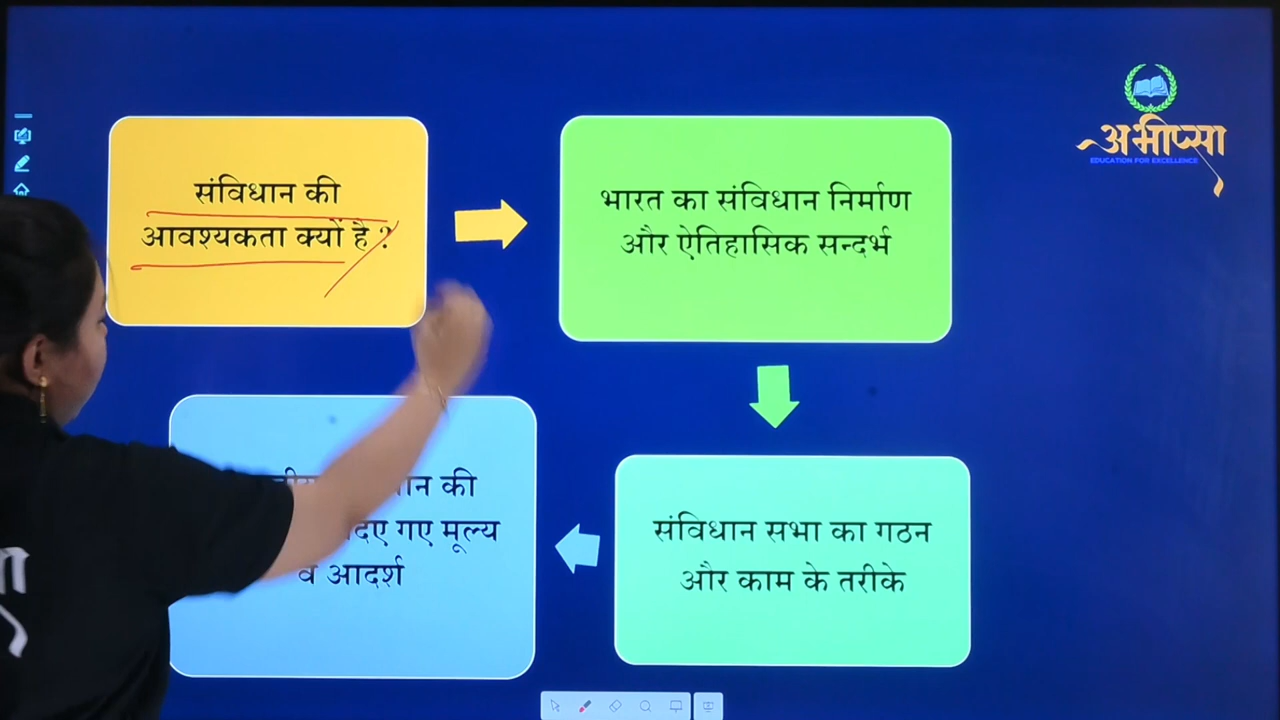 संविधान की
आवश्यकता क्यों है ?
भारत का संविधान निर्माण
और ऐतिहासिक सन्दर्भ
अभीप्सा
EDUCATION FOR EXCELLENCE
संविधान सभा का गठन
और काम के तरीके
की
गए मूल्य
व आदर्श